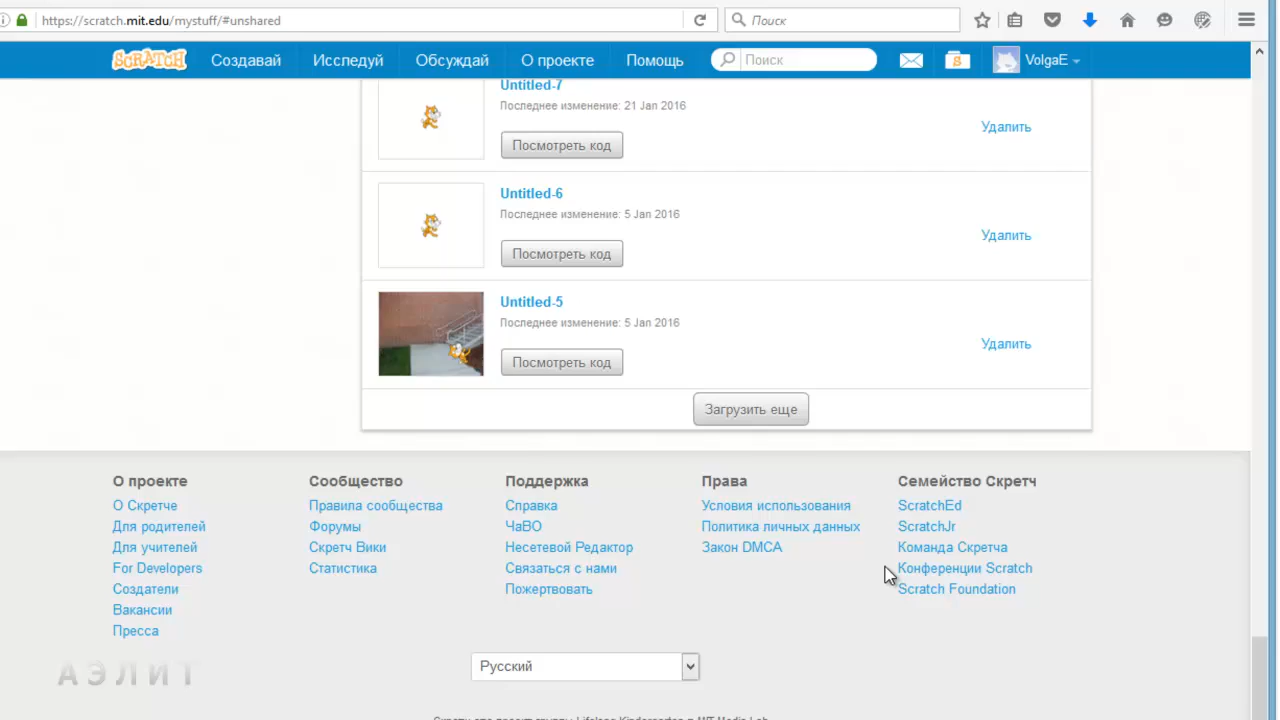 https://scratch.mit.edu/mystuff/#unshared
Поиск
SCRATCH
Создавай
Исследуй
Обсуждай
О проекте
Помощь
Поиск
VolgaE
Untitled-7
Последнее изменение: 21 Jan 2016
Удалить
Посмотреть код
Untitled-6
Последнее изменение: 5 Jan 2016
Удалить
Посмотреть код
Untitled-5
Последнее изменение: 5 Jan 2016
Удалить
Посмотреть код
Загрузить еще
О проекте
О Скретче
Для родителей
Для учителей
For Developers
Создатели
Вакансии
Пресса
Сообщество
Правила сообщества
Форумы
Скретч Вики
Статистика
Поддержка
Справка
ЧаВО
Несетевой Редактор
Связаться с нами
Пожертвовать
Права
Условия использования
Политика личных данных
Закон DMCA
Семейство Скретч
ScratchEd
ScratchJr
Команда Скретча
Конференции Scratch
Scratch Foundation
АЭЛИТ
Русский